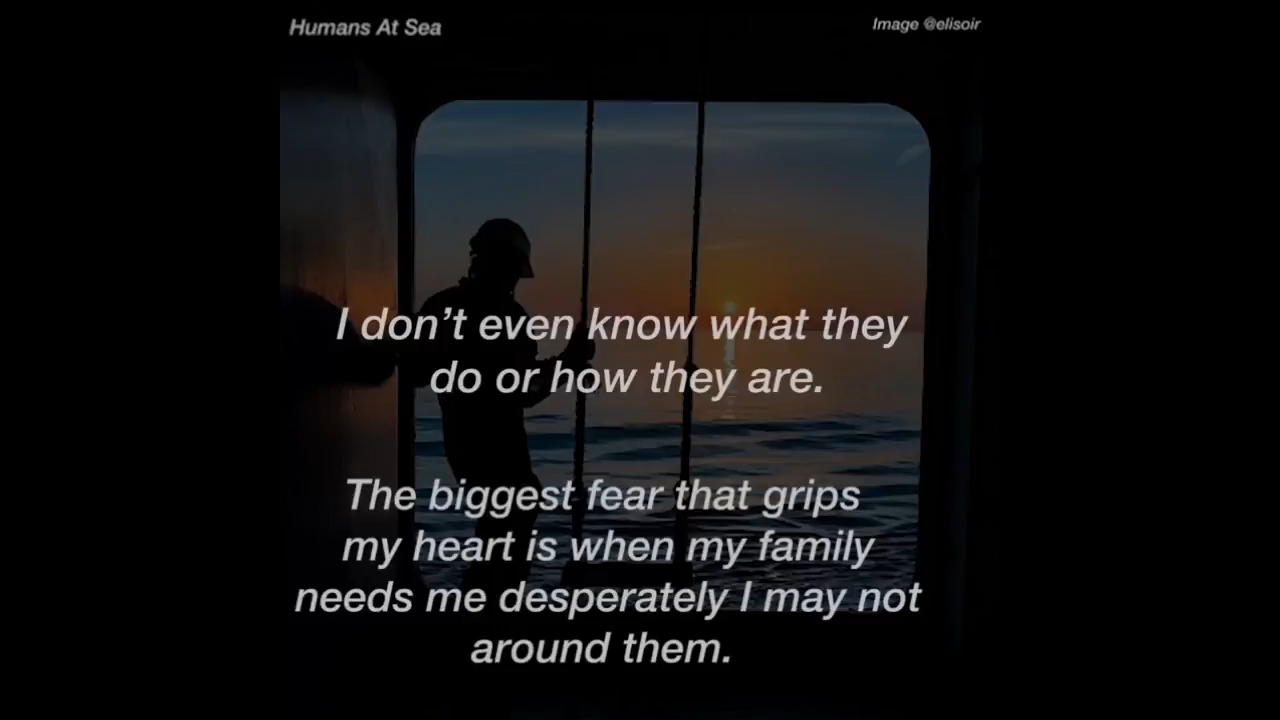 Humans At Sea
Image @elisoir
I don’t even know what they
do or how they are.
The biggest fear that grips
my heart is when my family
needs me desperately I may not
around them.